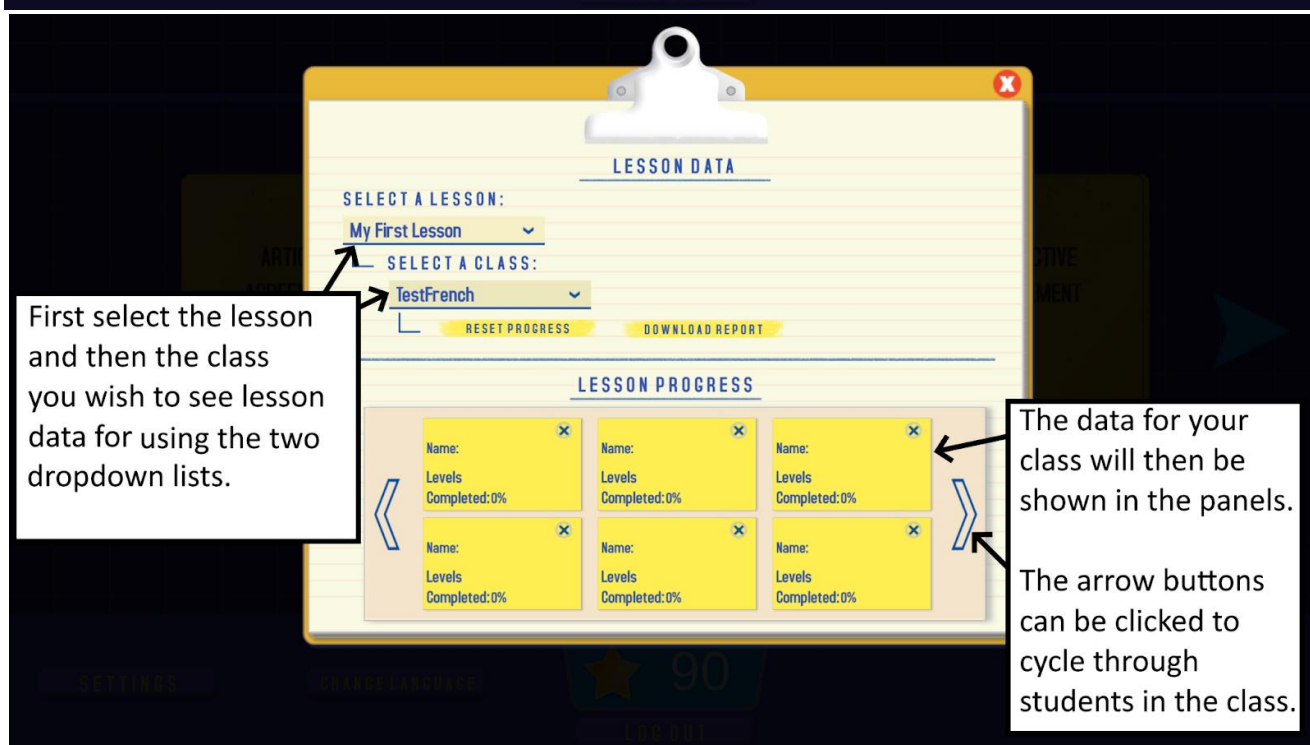 LESSON DATA
SELECT A LESSON:
My First Lesson
SELECT A CLASS:
TestFrench
RESET PROGRESS DOWNLOAD REPORT
First select the lesson
and then the class
you wish to see lesson
data for using the two
dropdown lists.
LESSON PROGRESS
Name: Name: Name:
Levels Levels Levels
Completed:0% Completed:0% Completed:0%
Name: Name: Name:
Levels Levels Levels
Completed:0% Completed:0% Completed:0%
The data for your
class will then be
shown in the panels.
The arrow buttons
can be clicked to
cycle through
students in the class.
SETTINGS CHANGE LANGUAGE 90
LOG OUT